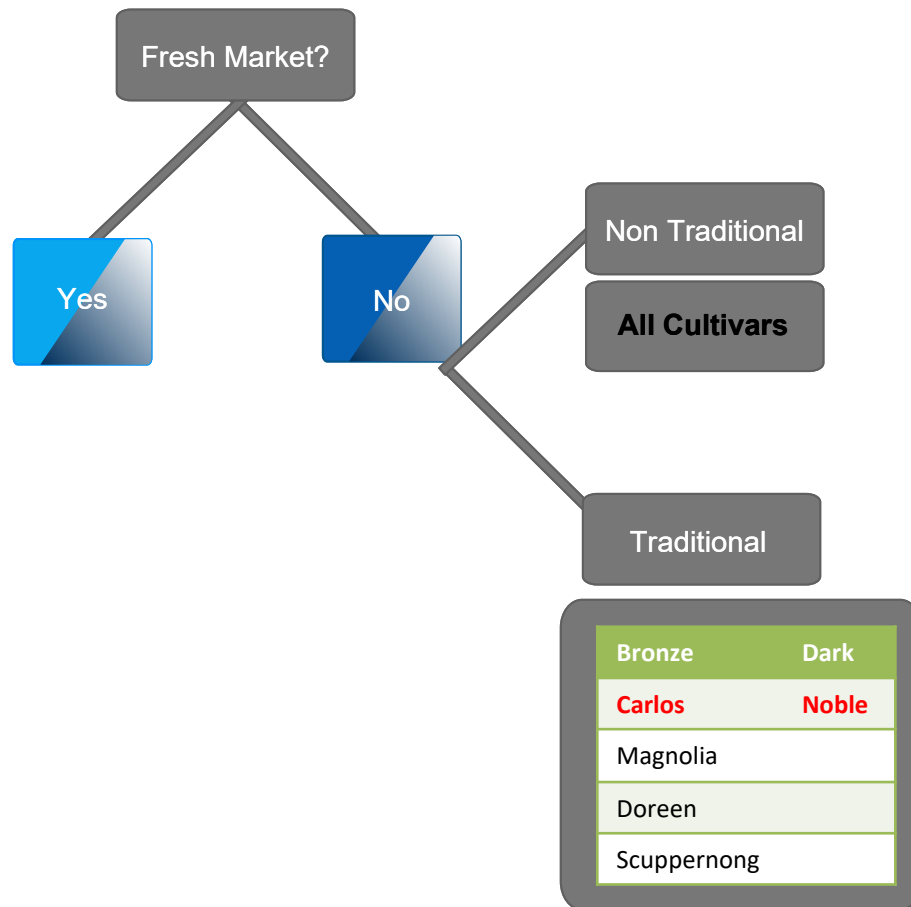 Fresh Market?
Yes
No
Non Traditional
All Cultivars
Traditional
Bronze Dark
Carlos Noble
Magnolia
Doreen
Scuppernong